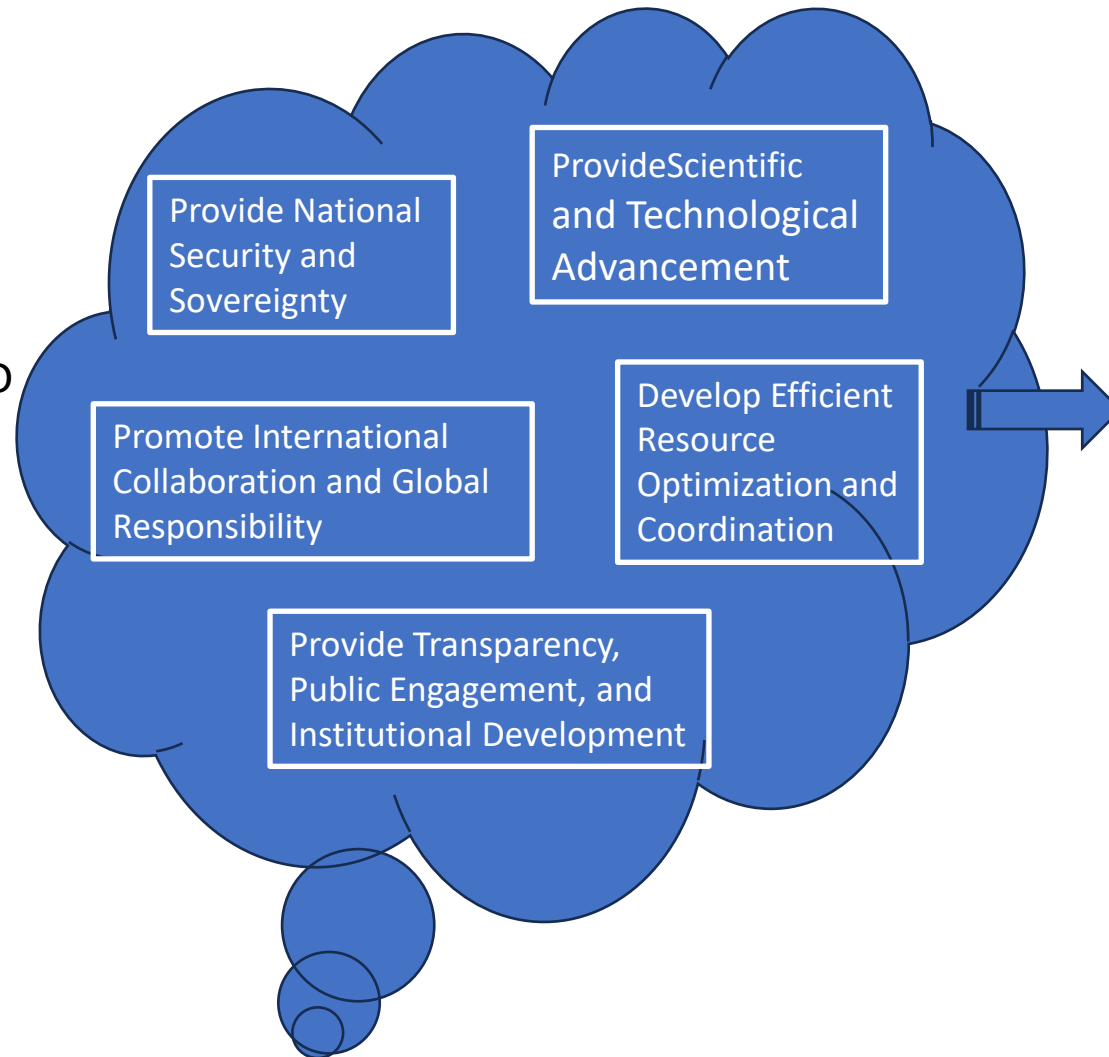 Provide National
Security and
Sovereignty
ProvideScientific
and Technological
Advancement
Promote International
Collaboration and Global
Responsibility
Develop Efficient
Resource
Optimization and
Coordination
Provide Transparency,
Public Engagement, and
Institutional Development